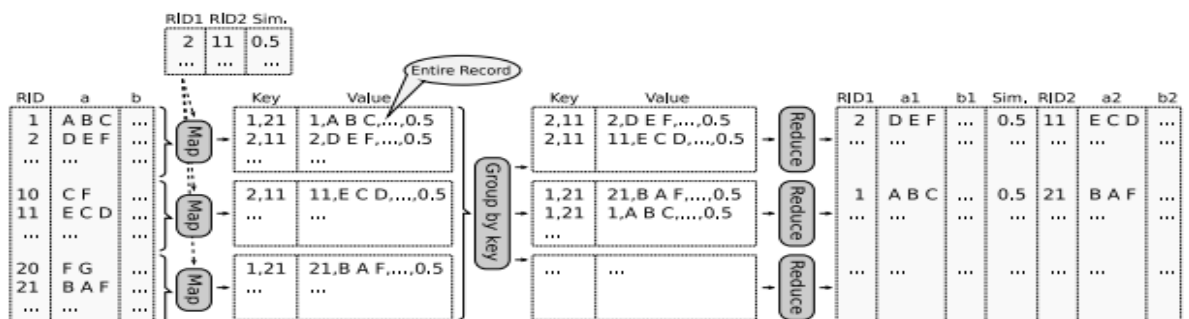 RID1 RID2 Sim.
2 11 0.5
... ... ...
Entire Record
RID a b
1 A B C ...
2 D E F ...
... ... ...
10 C F ...
11 E C D ...
... ... ...
20 F G ...
21 B A F ...
... ... ...
Map
Map
Map
Key Value
1,21 1,A B C,...,0.5
2,11 2,D E F,...,0.5
... ...
2,11 11,E C D,...,0.5
... ...
1,21 21,B A F,...,0.5
... ...
Group by key
Key Value
2,11 2,D E F,...,0.5
2,11 11,E C D,...,0.5
1,21 21,B A F,...,0.5
1,21 1,A B C,...,0.5
...
... ...
Reduce
Reduce
Reduce
RID1 a1 b1 Sim. RID2 a2 b2
2 D E F ... 0.5 11 E C D ...
... ... ... ... ... ... ...
1 A B C ... 0.5 21 B A F ...
... ... ... ... ... ... ...